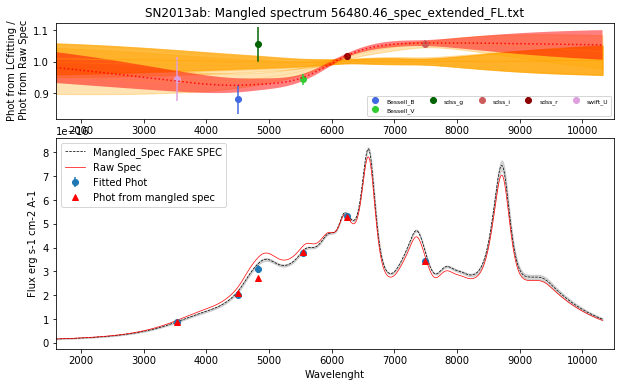 SN2013ab: Mangled spectrum 56480.46_spec_extended_FL.txt
Phot from LCfitting /
Phot from Raw Spec
1.1
1.0
0.9
Bessell_B
Bessell_V
sdss_g
sdss_i
sdss_r
swift_U
2000 3000 4000 5000 6000 7000 8000 9000 10000
Flux erg s-1 cm-2 A-1
8
7
6
5
4
3
2
1
0
Mangled_Spec FAKE SPEC
Raw Spec
Fitted Phot
Phot from mangled spec
2000 3000 4000 5000 6000 7000 8000 9000 10000
Wavelenght